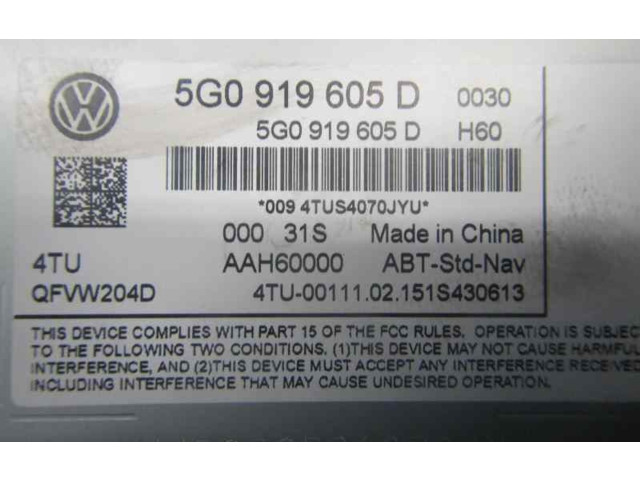 5G0 919 605 D 0030
5G0 919 605 D H60
*009 4TUS4070JYU*
000 31S Made in China
4TU AAH60000 ABT-Std-Nav
QFVW204D 4TU-00111.02.151S430613
THIS DEVICE COMPLIES WITH PART 15 OF THE FCC RULES. OPERATION IS SUBJEC
TO THE FOLLOWING TWO CONDITIONS. (1)THIS DEVICE MAY NOT CAUSE HARMFUL
INTERFERENCE, AND (2)THIS DEVICE MUST ACCEPT ANY INTERFERENCE RECEIVED
INCLUDING INTERFERENCE THAT MAY CAUSE UNDESIRED OPERATION.